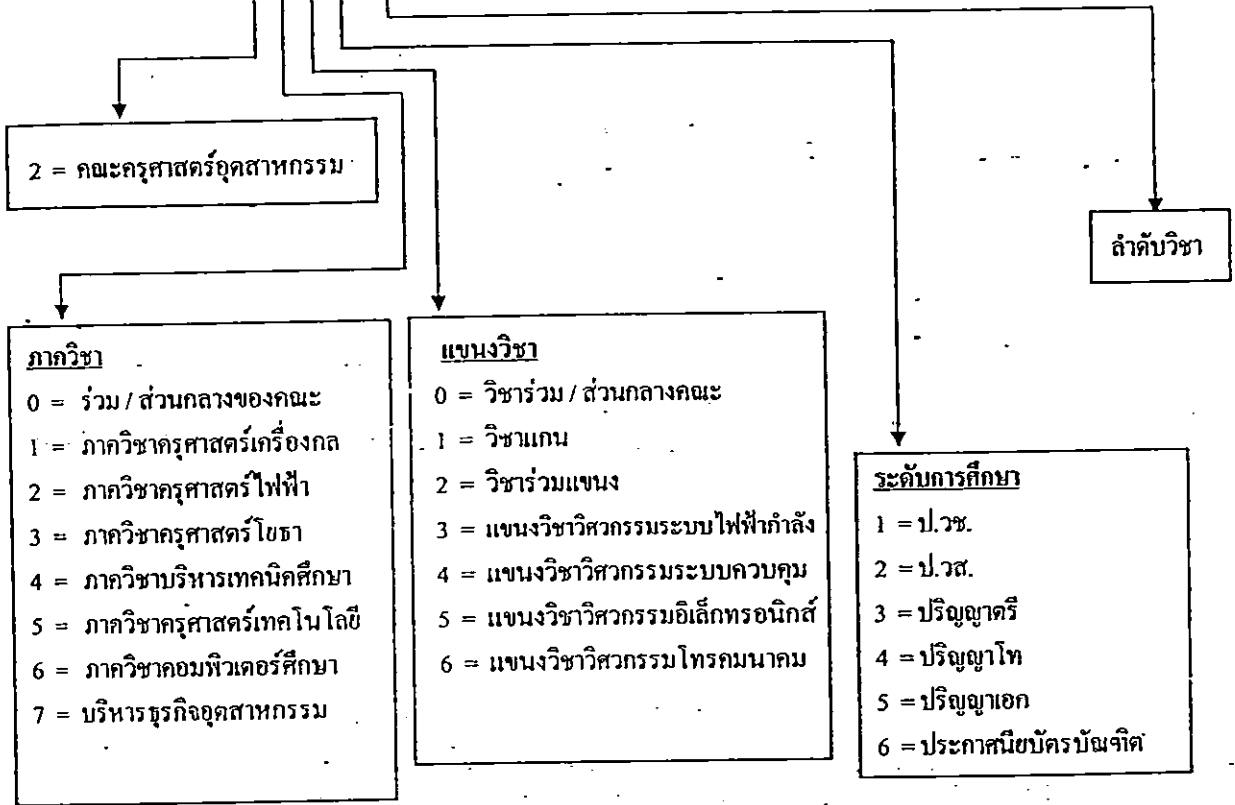 2 = คณะครุศาสตร์อุตสาหกรรม
ลำดับวิชา
ภาควิชา
0 = ร่วม / ส่วนกลางของคณะ
1 = ภาควิชาครุศาสตร์เครื่องกล
2 = ภาควิชาครุศาสตร์ไฟฟ้า
3 = ภาควิชาครุศาสตร์โยธา
4 = ภาควิชาบริหารเทคนิคศึกษา
5 = ภาควิชาครุศาสตร์เทคโนโลยี
6 = ภาควิชาคอมพิวเตอร์ศึกษา
7 = บริหารธุรกิจอุตสาหกรรม
แขนงวิชา
0 = วิชาร่วม / ส่วนกลางคณะ
1 = วิชาแกน
2 = วิชาร่วมแขนง
3 = แขนงวิชาวิศวกรรมระบบไฟฟ้ากำลัง
4 = แขนงวิชาวิศวกรรมระบบควบคุม
5 = แขนงวิชาวิศวกรรมอิเล็กทรอนิกส์
6 = แขนงวิชาวิศวกรรมโทรคมนาคม
ระดับการศึกษา
1 = ป.วช.
2 = ป.วส.
3 = ปริญญาตรี
4 = ปริญญาโท
5 = ปริญญาเอก
6 = ประกาศนียบัตรบัณฑิต